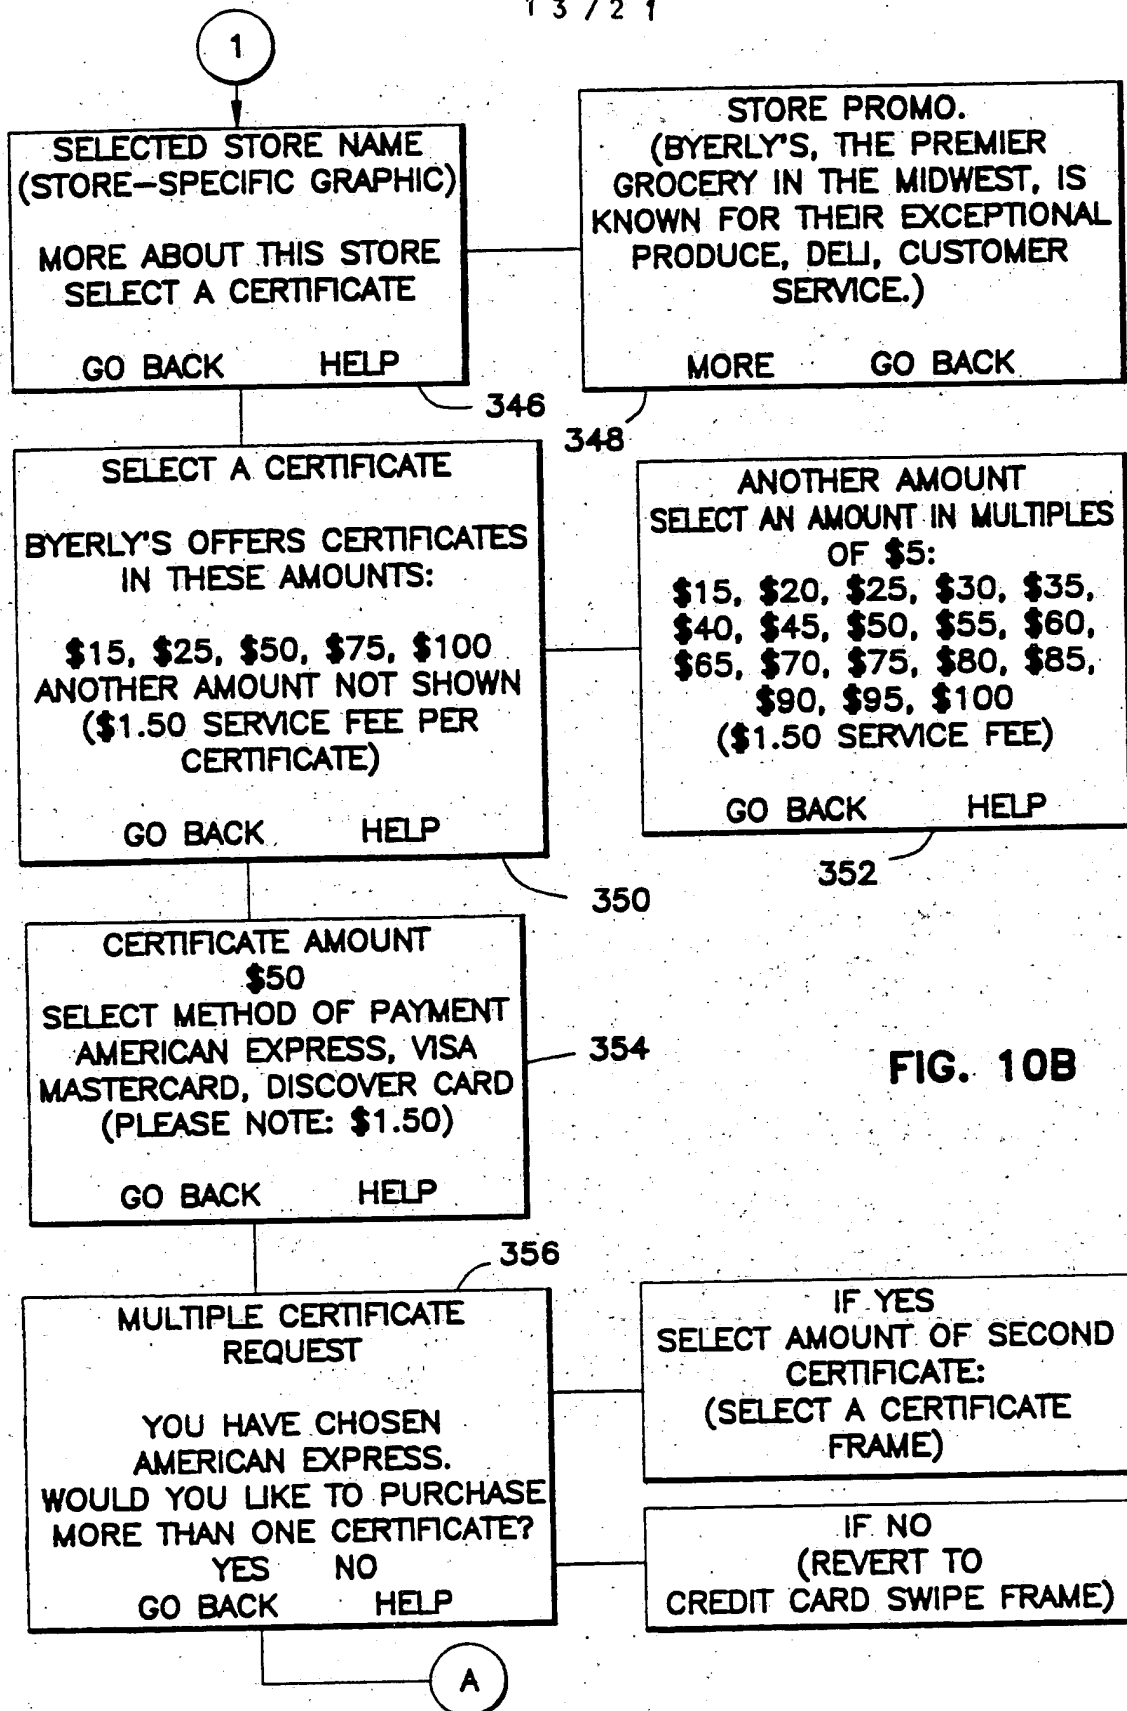 13/21
1
SELECTED STORE NAME
(STORE-SPECIFIC GRAPHIC)
MORE ABOUT THIS STORE
SELECT A CERTIFICATE
GO BACK HELP
346
STORE PROMO.
(BYERLY'S, THE PREMIER
GROCERY IN THE MIDWEST, IS
KNOWN FOR THEIR EXCEPTIONAL
PRODUCE, DELI, CUSTOMER
SERVICE.)
MORE GO BACK
348
SELECT A CERTIFICATE
BYERLY'S OFFERS CERTIFICATES
IN THESE AMOUNTS:
$15, $25, $50, $75, $100
ANOTHER AMOUNT NOT SHOWN
($1.50 SERVICE FEE PER
CERTIFICATE)
GO BACK HELP
350
ANOTHER AMOUNT
SELECT AN AMOUNT IN MULTIPLES
OF $5:
$15, $20, $25, $30, $35,
$40, $45, $50, $55, $60,
$65, $70, $75, $80, $85,
$90, $95, $100
($1.50 SERVICE FEE)
GO BACK HELP
352
CERTIFICATE AMOUNT
$50
SELECT METHOD OF PAYMENT
AMERICAN EXPRESS, VISA
MASTERCARD, DISCOVER CARD
(PLEASE NOTE: $1.50)
GO BACK HELP
354
FIG. 10B
356
MULTIPLE CERTIFICATE
REQUEST
YOU HAVE CHOSEN
AMERICAN EXPRESS.
WOULD YOU LIKE TO PURCHASE
MORE THAN ONE CERTIFICATE?
YES NO
GO BACK HELP
IF YES
SELECT AMOUNT OF SECOND
CERTIFICATE:
(SELECT A CERTIFICATE
FRAME)
IF NO
(REVERT TO
CREDIT CARD SWIPE FRAME)
A